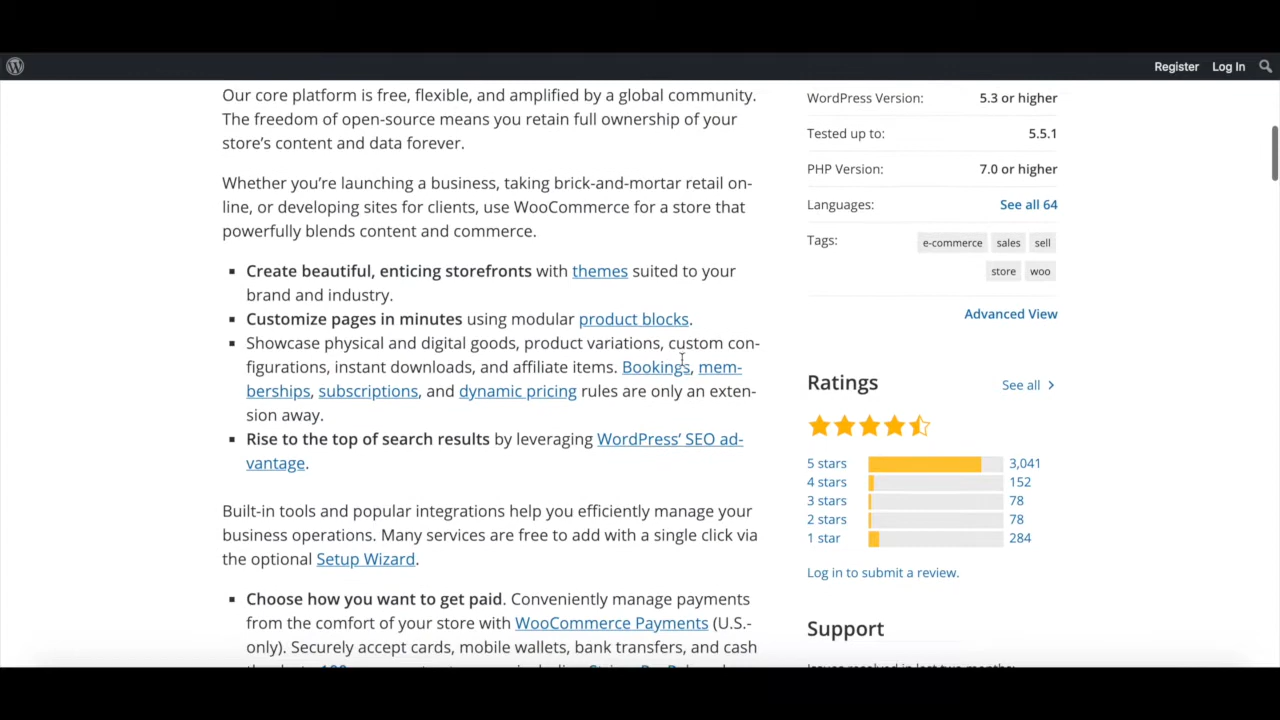 Register Log In
Our core platform is free, flexible, and amplified by a global community.
The freedom of open-source means you retain full ownership of your
store’s content and data forever.
Whether you’re launching a business, taking brick-and-mortar retail on-
line, or developing sites for clients, use WooCommerce for a store that
powerfully blends content and commerce.
Create beautiful, enticing storefronts with themes suited to your
brand and industry.
Customize pages in minutes using modular product blocks.
Showcase physical and digital goods, product variations, custom con-
figurations, instant downloads, and affiliate items. Bookings, mem-
berships, subscriptions, and dynamic pricing rules are only an exten-
sion away.
Rise to the top of search results by leveraging WordPress’ SEO ad-
vantage.
Built-in tools and popular integrations help you efficiently manage your
business operations. Many services are free to add with a single click via
the optional Setup Wizard.
Choose how you want to get paid. Conveniently manage payments
from the comfort of your store with WooCommerce Payments (U.S.-
only). Securely accept cards, mobile wallets, bank transfers, and cash
WordPress Version: 5.3 or higher
Tested up to: 5.5.1
PHP Version: 7.0 or higher
Languages: See all 64
Tags: e-commerce sales sell
store woo
Advanced View
Ratings See all
5 stars 3,041
4 stars 152
3 stars 78
2 stars 78
1 star 284
Log in to submit a review.
Support